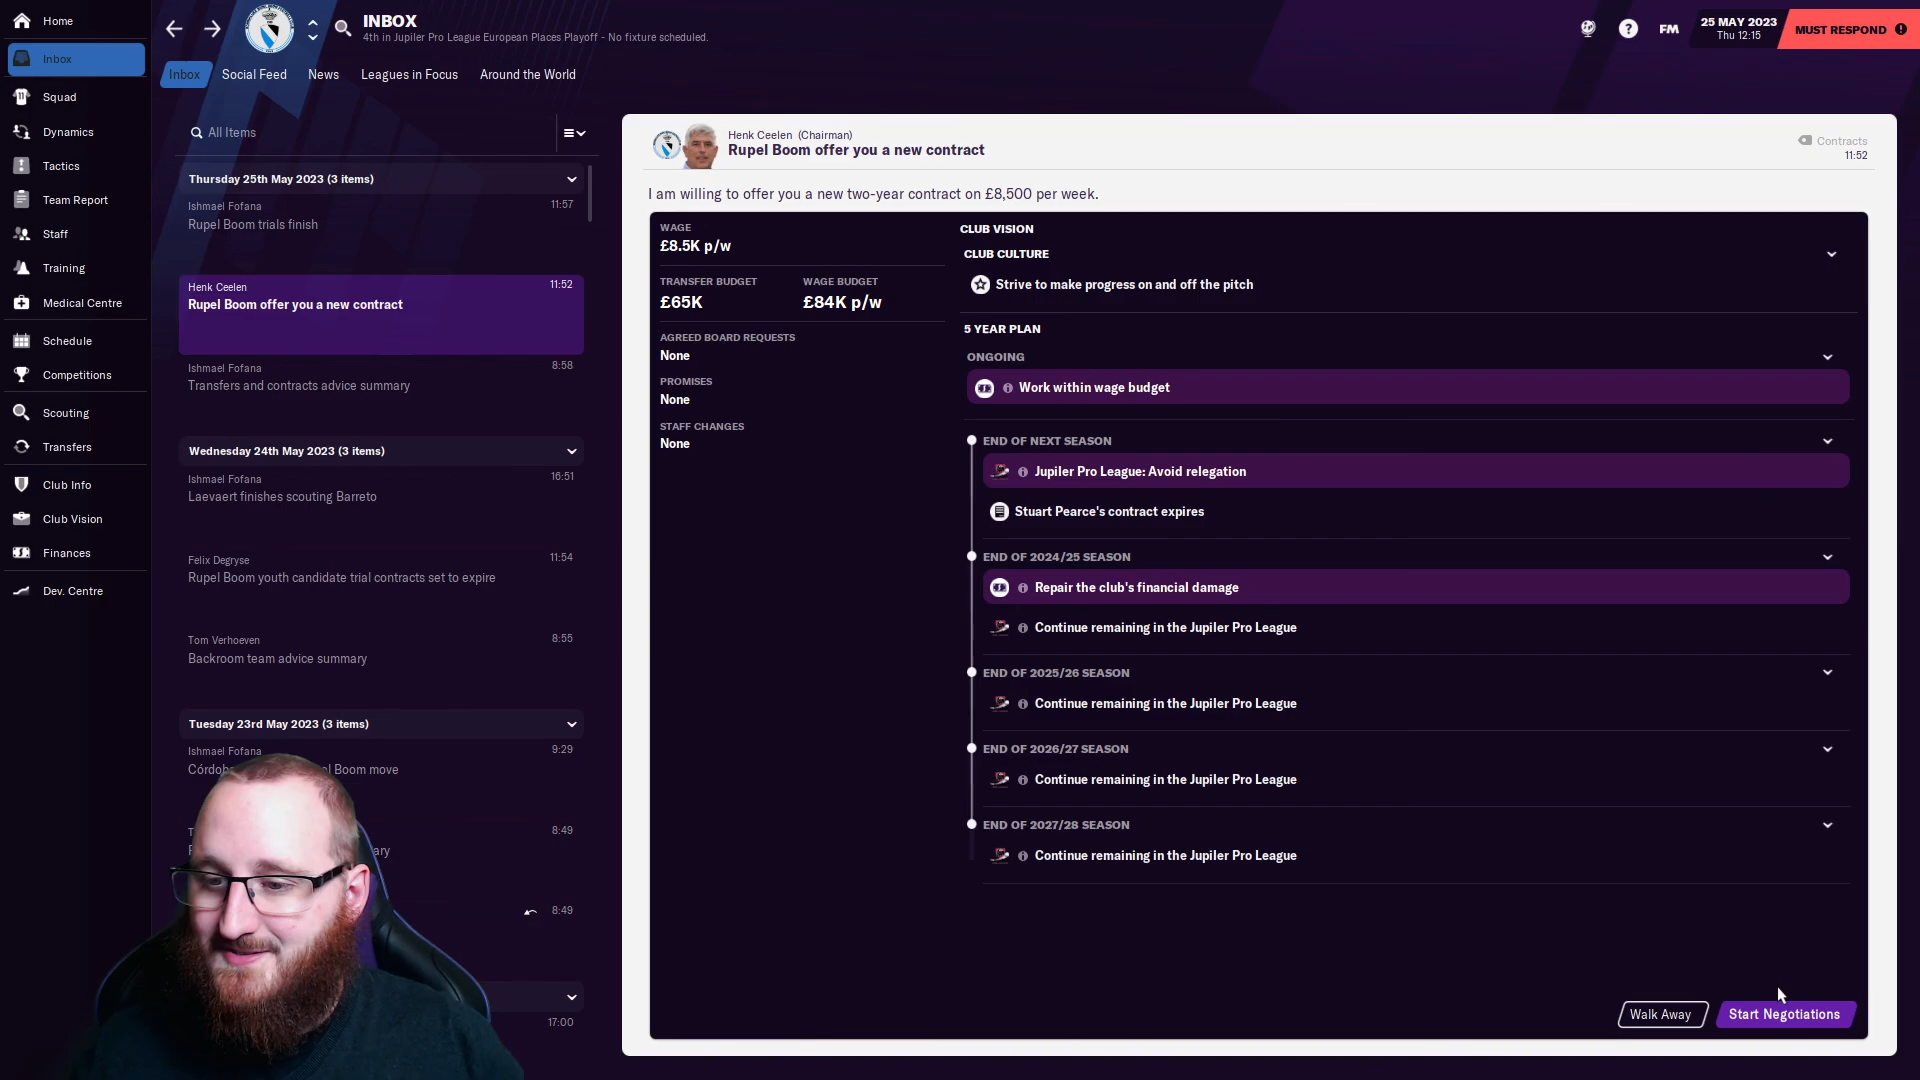 Home
Inbox
Squad
Dynamics
Tactics
Team Report
Staff
Training
Medical Centre
Schedule
Competitions
Scouting
Transfers
Club Info
Club Vision
Finances
Dev. Centre
INBOX
4th in Jupiler Pro League European Places Playoff - No fixture scheduled.
FM
25 MAY 2023
Thu 12:15
MUST RESPOND
Inbox
Social Feed
News
Leagues in Focus
Around the World
All Items
Thursday 25th May 2023 (3 items)
Ishmael Fofana 11:57
Rupel Boom trials finish
Henk Ceelen 11:52
Rupel Boom offer you a new contract
Ishmael Fofana 8:58
Transfers and contracts advice summary
Wednesday 24th May 2023 (3 items)
Ishmael Fofana 16:51
Laevaert finishes scouting Barreto
Felix Degryse 11:54
Rupel Boom youth candidate trial contracts set to expire
Tom Verhoeven 8:55
Backroom team advice summary
Tuesday 23rd May 2023 (3 items)
Ishmael Fofana 9:29
Boom move
8:49
8:49
17:00
Henk Ceelen (Chairman)
Rupel Boom offer you a new contract
Contracts
11:52
I am willing to offer you a new two-year contract on £8,500 per week.
WAGE
£8.5K p/w
TRANSFER BUDGET
£65K
WAGE BUDGET
£84K p/w
AGREED BOARD REQUESTS
None
PROMISES
None
STAFF CHANGES
None
CLUB VISION
CLUB CULTURE
Strive to make progress on and off the pitch
5 YEAR PLAN
ONGOING
Work within wage budget
END OF NEXT SEASON
Jupiler Pro League: Avoid relegation
Stuart Pearce's contract expires
END OF 2024/25 SEASON
Repair the club's financial damage
Continue remaining in the Jupiler Pro League
END OF 2025/26 SEASON
Continue remaining in the Jupiler Pro League
END OF 2026/27 SEASON
Continue remaining in the Jupiler Pro League
END OF 2027/28 SEASON
Continue remaining in the Jupiler Pro League
Walk Away
Start Negotiations